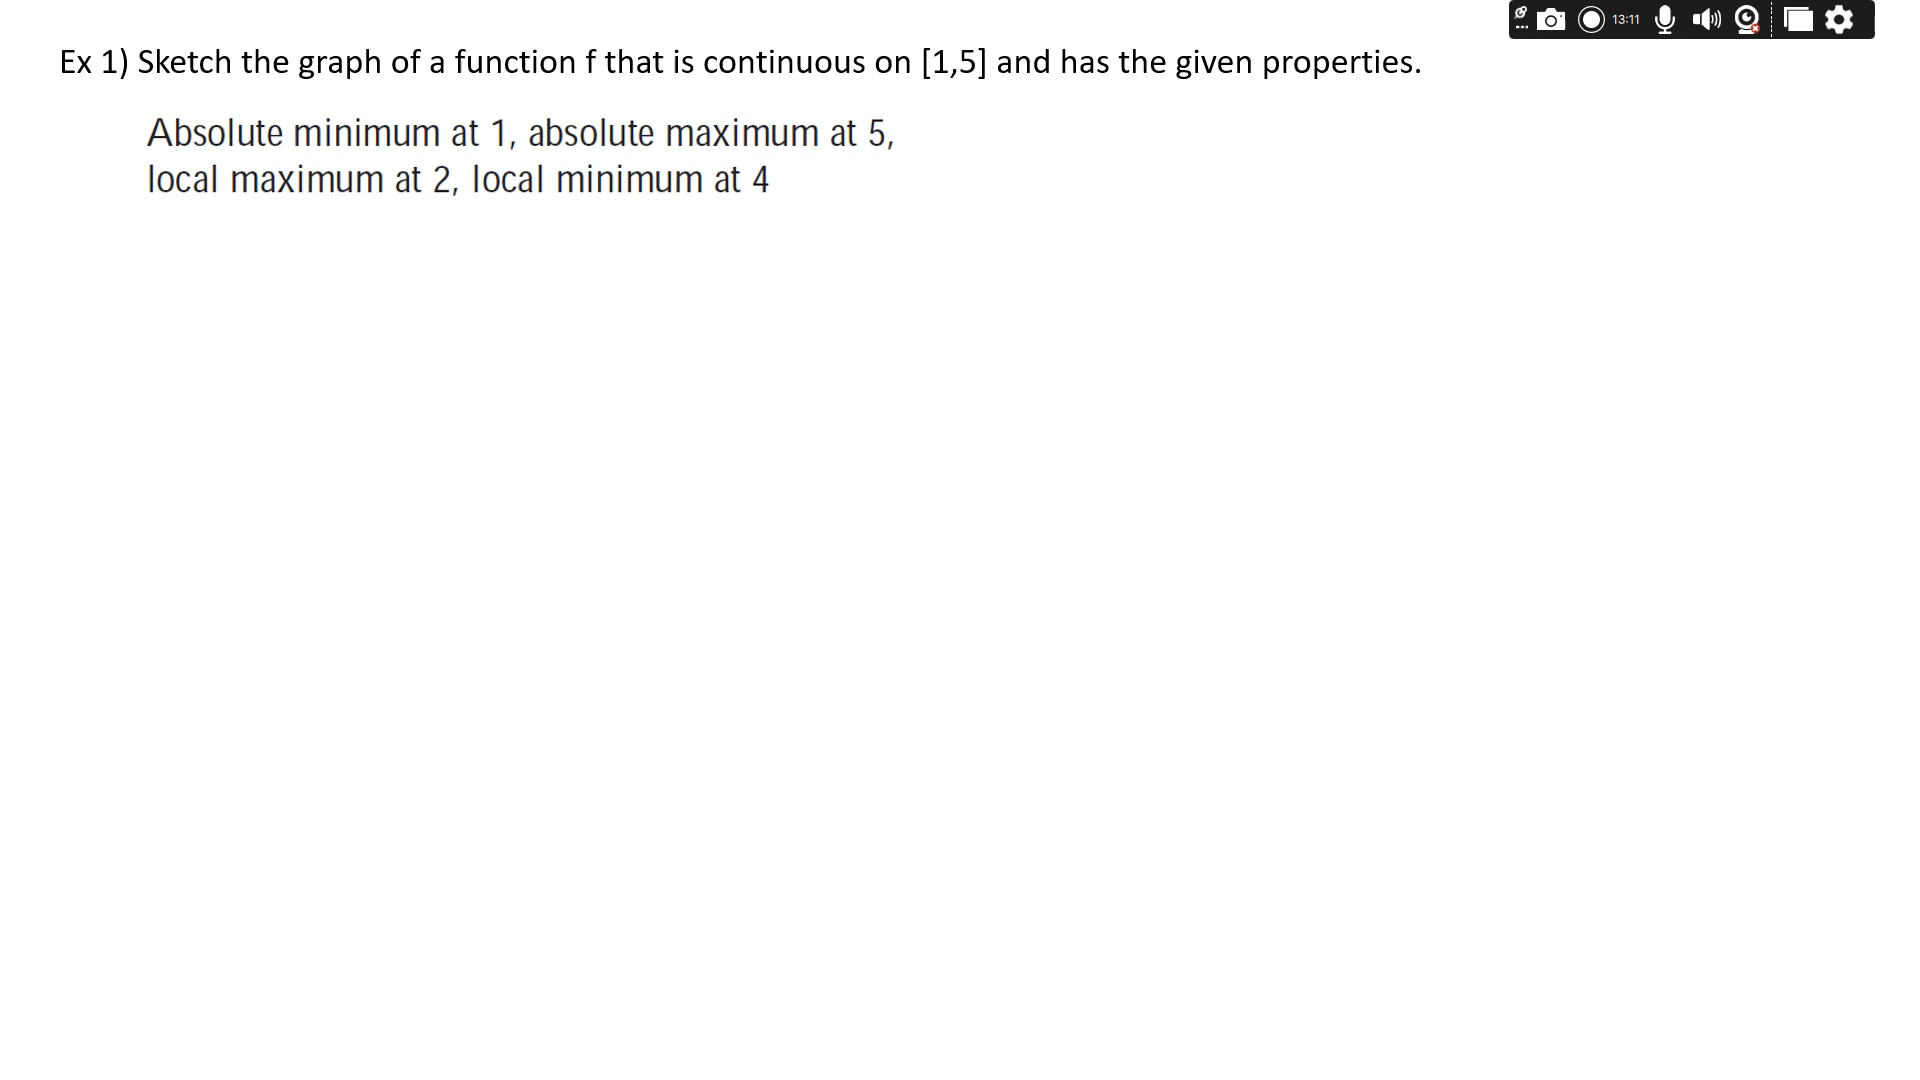 13:11
Ex 1) Sketch the graph of a function f that is continuous on [1,5] and has the given properties.
Absolute minimum at 1, absolute maximum at 5,
local maximum at 2, local minimum at 4